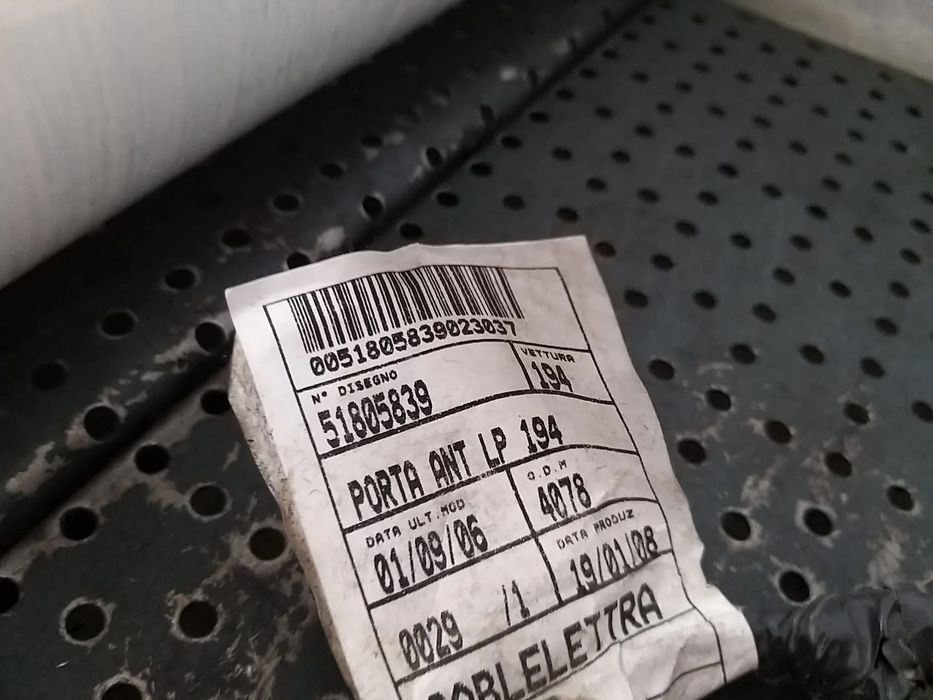 0051805839023037
N° DISEGNO
VETTURA
51805839
194
PORTA ANT LP 194
DATA ULT.MOD.
O.D.M
01/09/06
4078
DATA PRODUZ
19/01/08
0029 /1